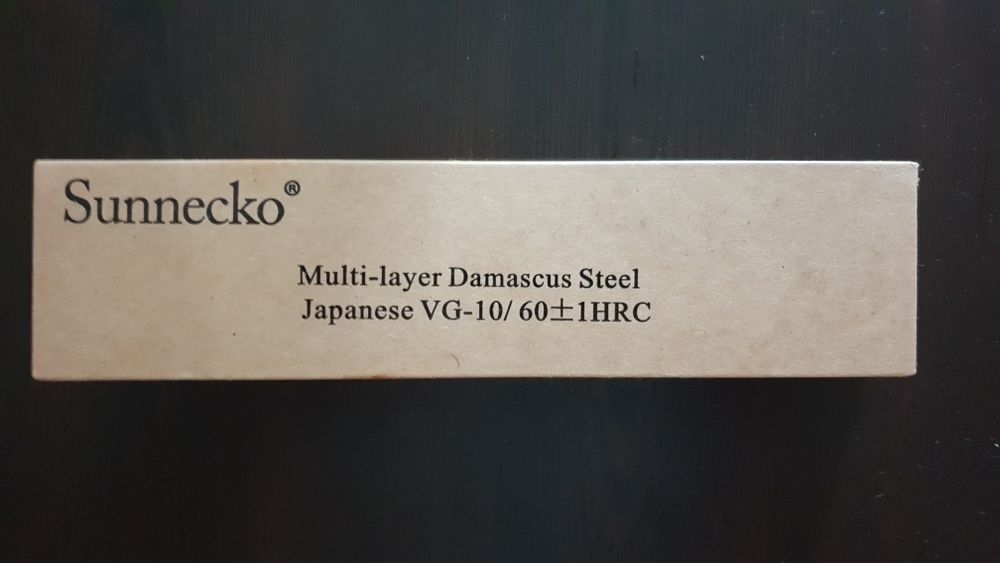 Sunnecko®
Multi-layer Damascus Steel
Japanese VG-10/ 60±1HRC